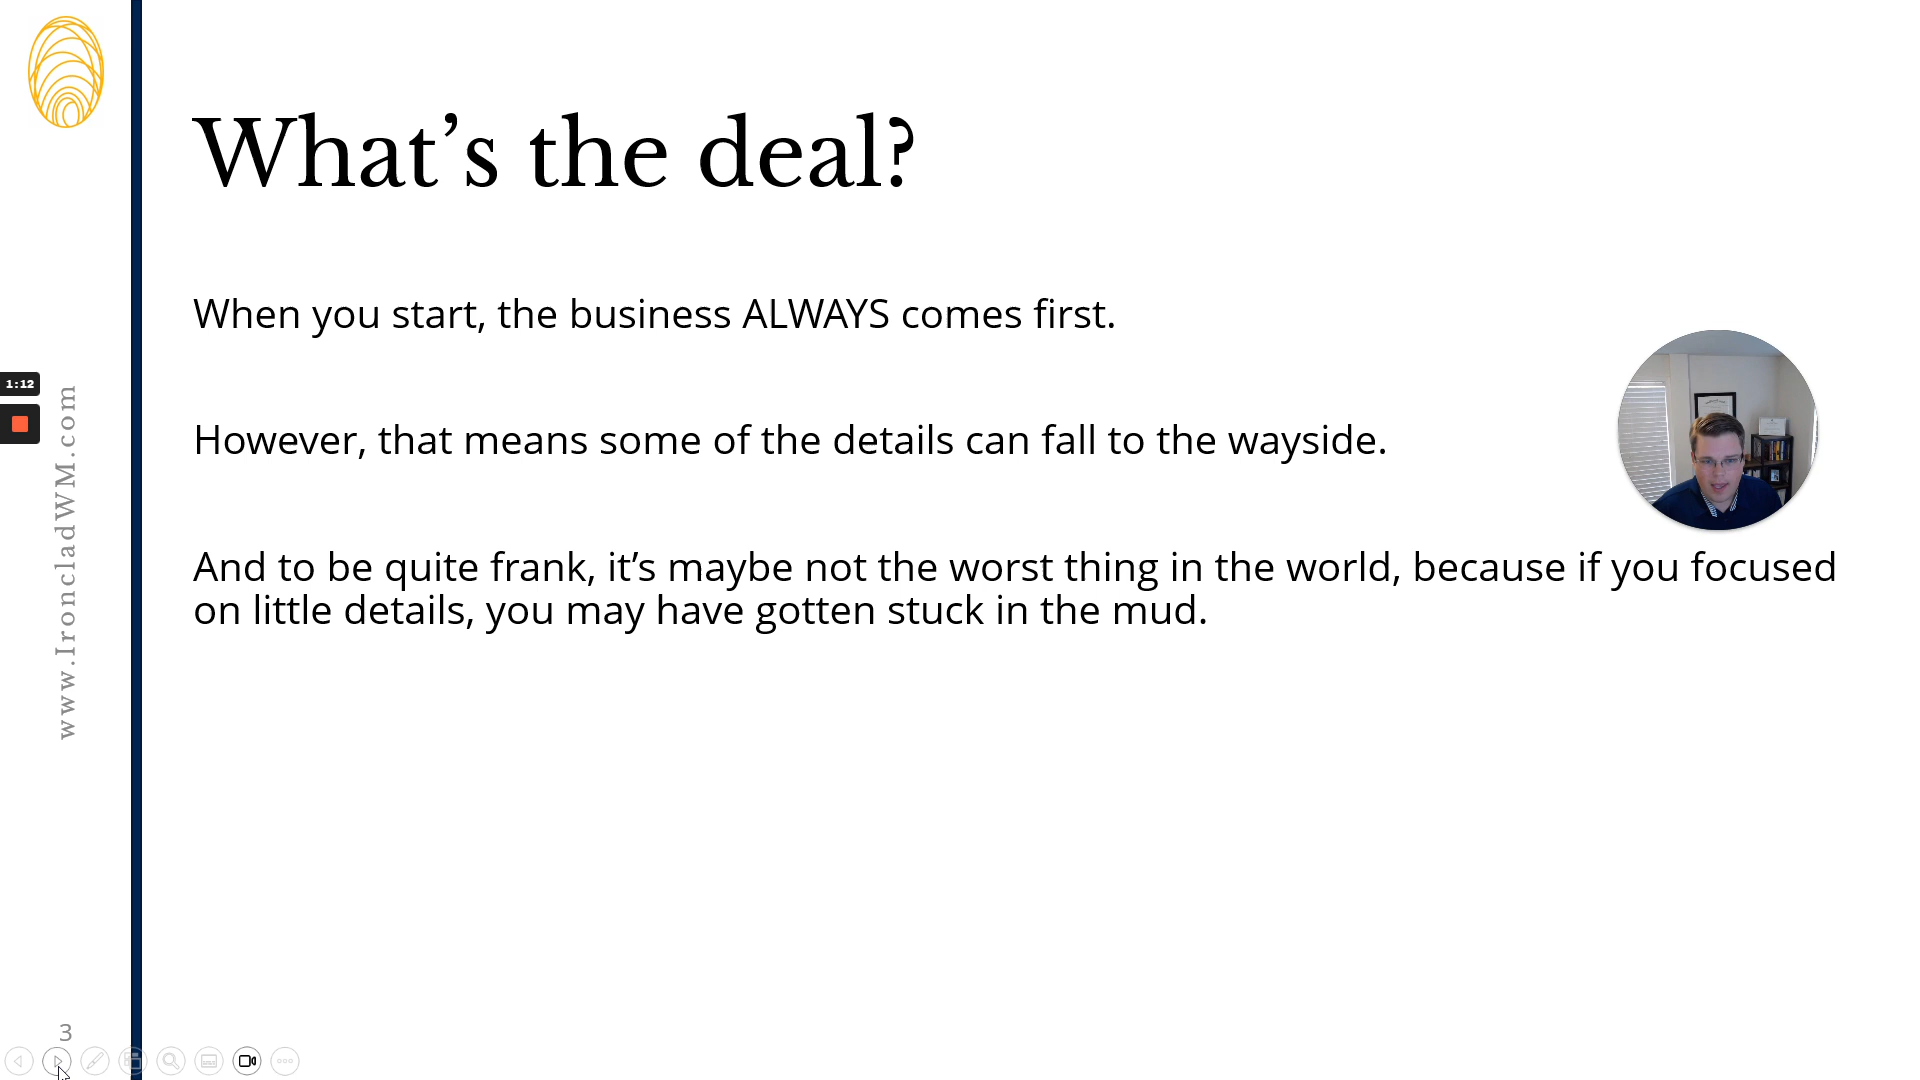 What’s the deal?
When you start, the business ALWAYS comes first.
However, that means some of the details can fall to the wayside.
And to be quite frank, it’s maybe not the worst thing in the world, because if you focused
on little details, you may have gotten stuck in the mud.
1:12
www.IroncladWM.com
3